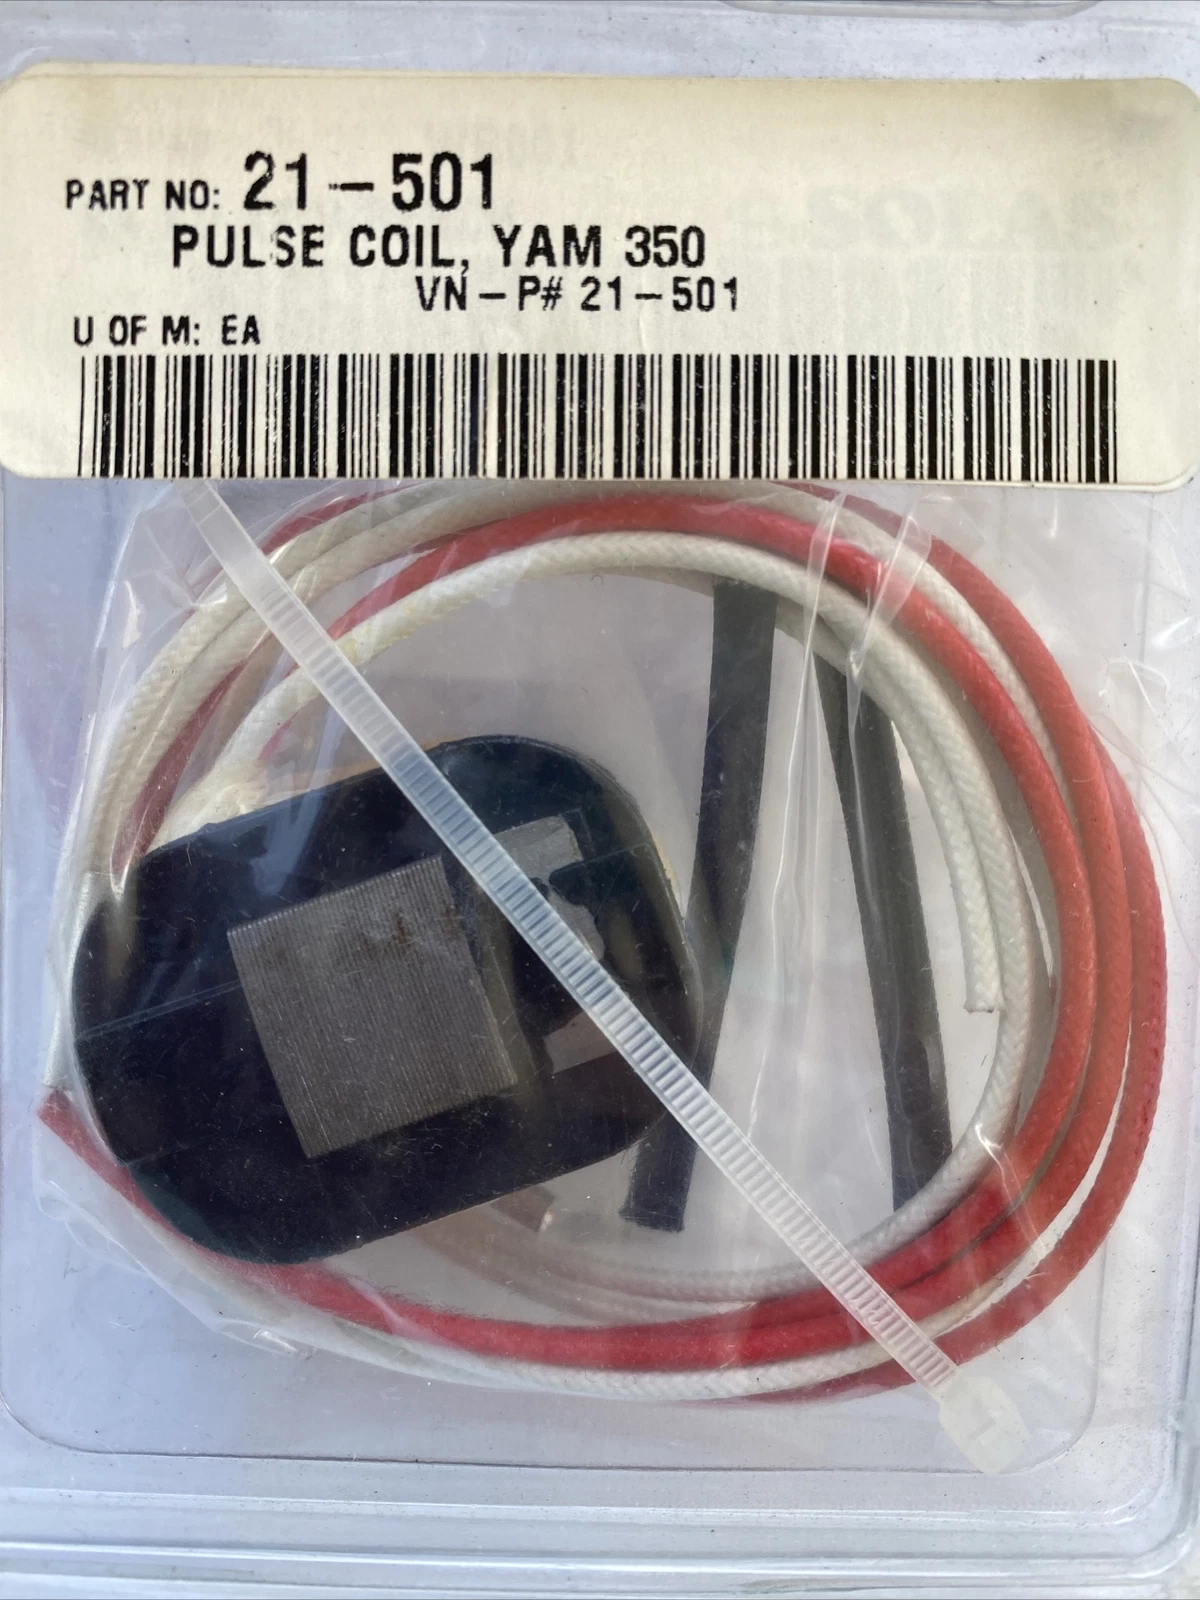 PART NO: 21-501
PULSE COIL, YAM 350
VN-P# 21-501
U OF M: EA